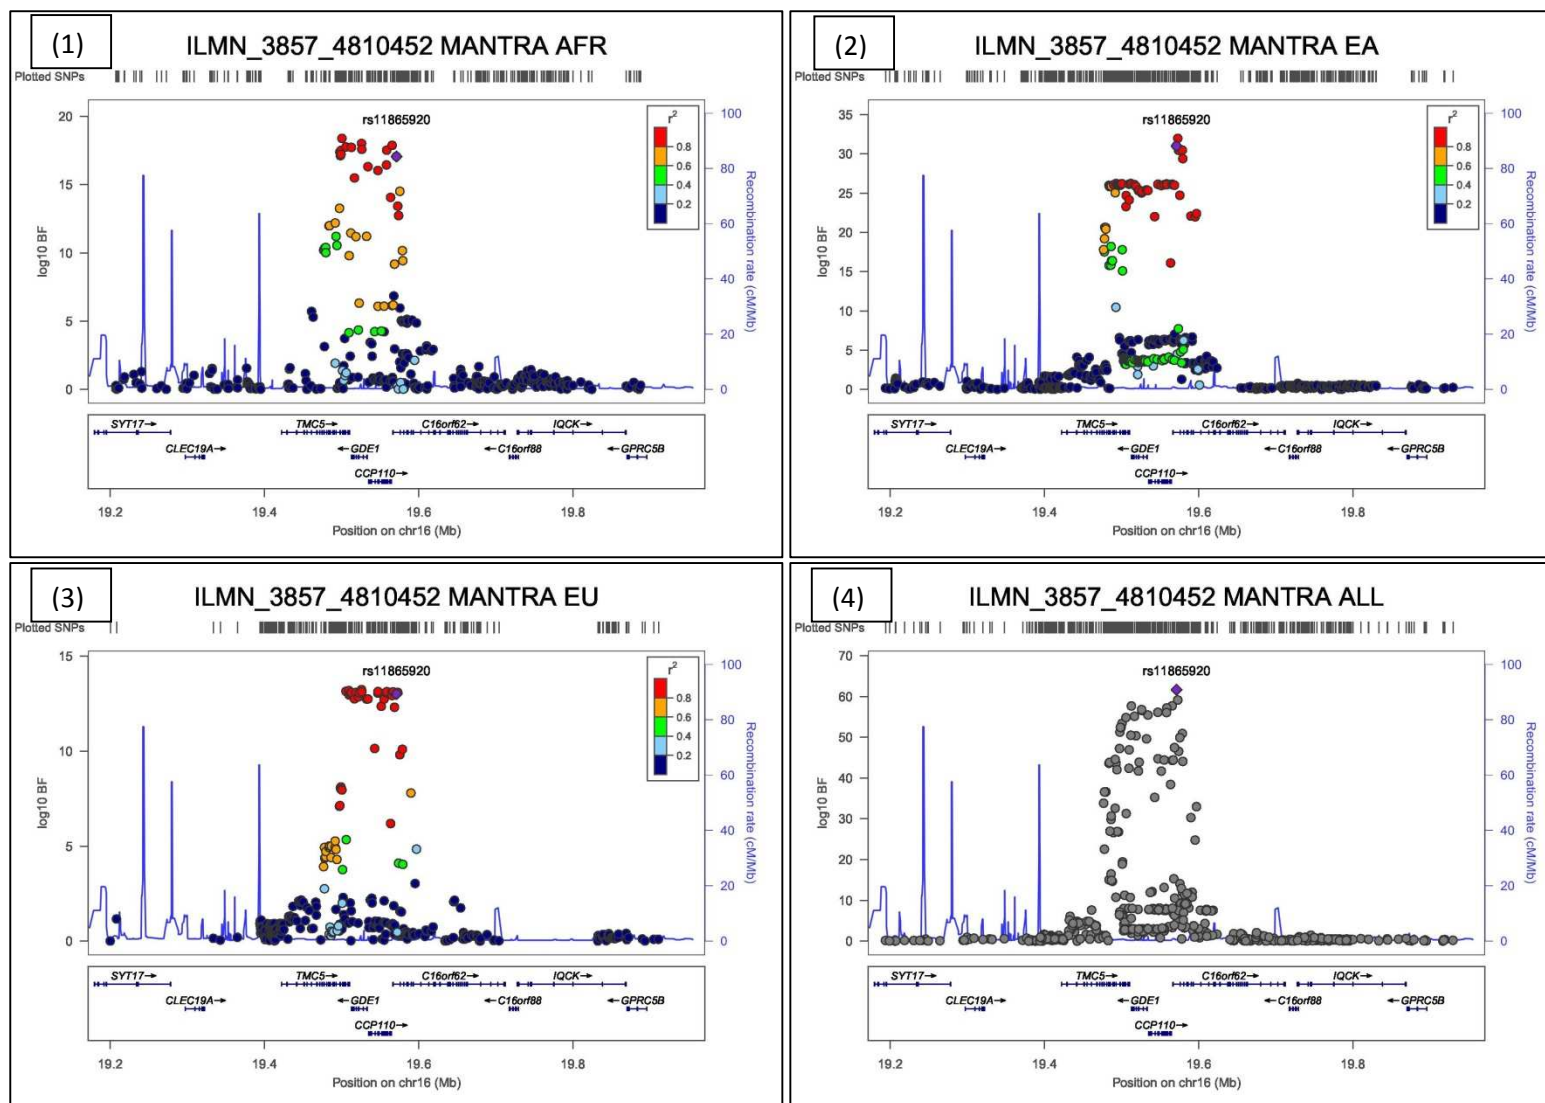 (1)
ILMN_3857_4810452 MANTRA AFR
Plotted SNPs
rs11865920
r²
0.8
0.6
0.4
0.2
20
15
10
5
0
log10 BF
100
80
60
40
20
0
Recombination rate (cM/Mb)
SYT17→
TMC5→
C16orf62→
IQCK→
CLEC19A→
←GDE1
←C16orf88
←GPRC5B
CCP110→
19.2 19.4 19.6 19.8
Position on chr16 (Mb)
(2)
ILMN_3857_4810452 MANTRA EA
Plotted SNPs
rs11865920
r²
0.8
0.6
0.4
0.2
35
30
25
20
15
10
5
0
log10 BF
100
80
60
40
20
0
Recombination rate (cM/Mb)
SYT17→
TMC5→
C16orf62→
IQCK→
CLEC19A→
←GDE1
←C16orf88
←GPRC5B
CCP110→
19.2 19.4 19.6 19.8
Position on chr16 (Mb)
(3)
ILMN_3857_4810452 MANTRA EU
Plotted SNPs
rs11865920
r²
0.8
0.6
0.4
0.2
15
10
5
0
log10 BF
100
80
60
40
20
0
Recombination rate (cM/Mb)
SYT17→
TMC5→
C16orf62→
IQCK→
CLEC19A→
←GDE1
←C16orf88
←GPRC5B
CCP110→
19.2 19.4 19.6 19.8
Position on chr16 (Mb)
(4)
ILMN_3857_4810452 MANTRA ALL
Plotted SNPs
rs11865920
70
60
50
40
30
20
10
0
log10 BF
100
80
60
40
20
0
Recombination rate (cM/Mb)
SYT17→
TMC5→
C16orf62→
IQCK→
CLEC19A→
←GDE1
←C16orf88
←GPRC5B
CCP110→
19.2 19.4 19.6 19.8
Position on chr16 (Mb)